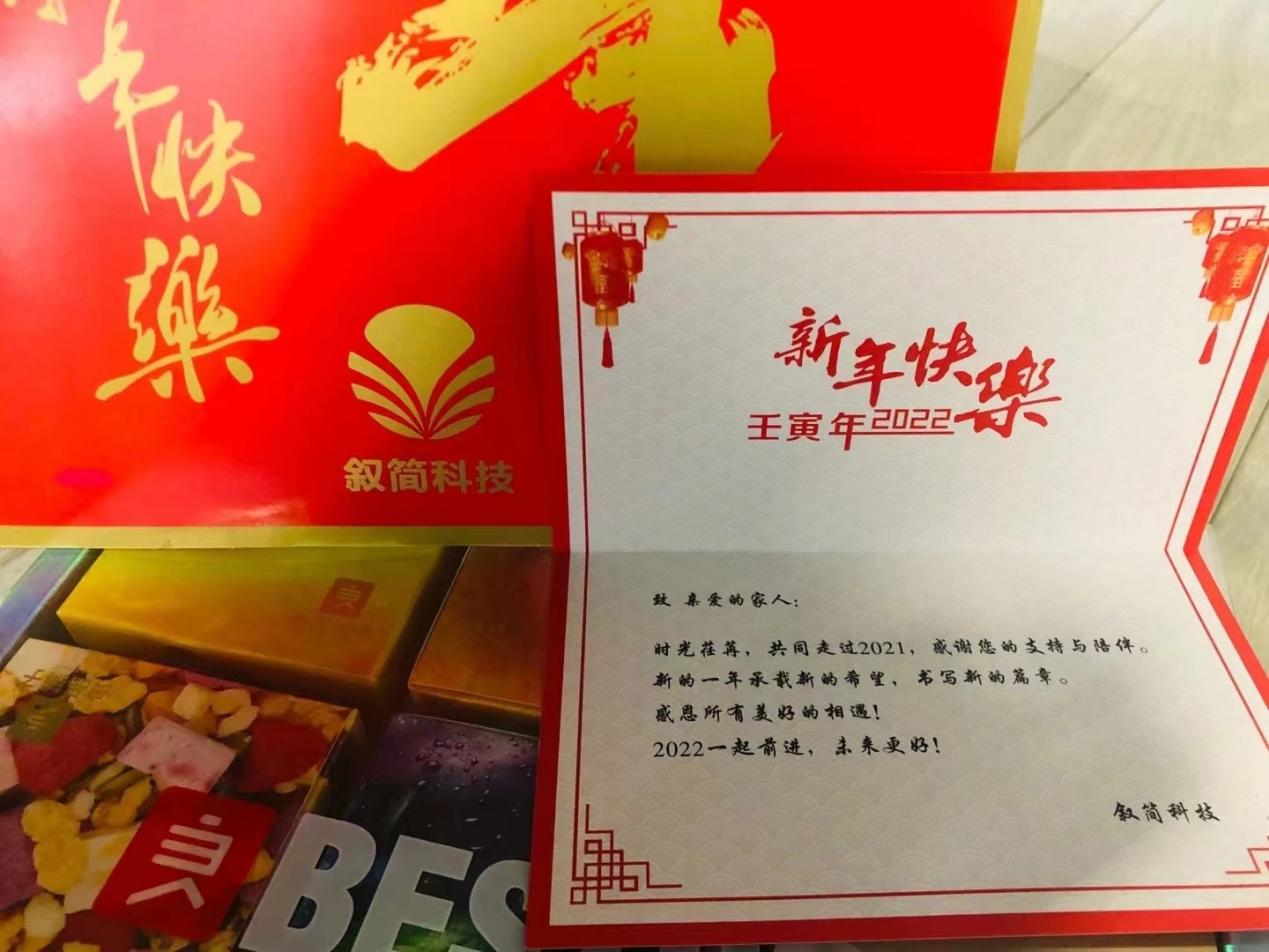 年快樂
叙简科技
新年快樂
壬寅年2022
致 亲爱的家人：
时光荏苒，共同走过2021，感谢您的支持与陪伴。
新的一年承载新的希望，书写新的篇章。
感恩所有美好的相遇！
2022一起前进，未来更好！
叙简科技
BES